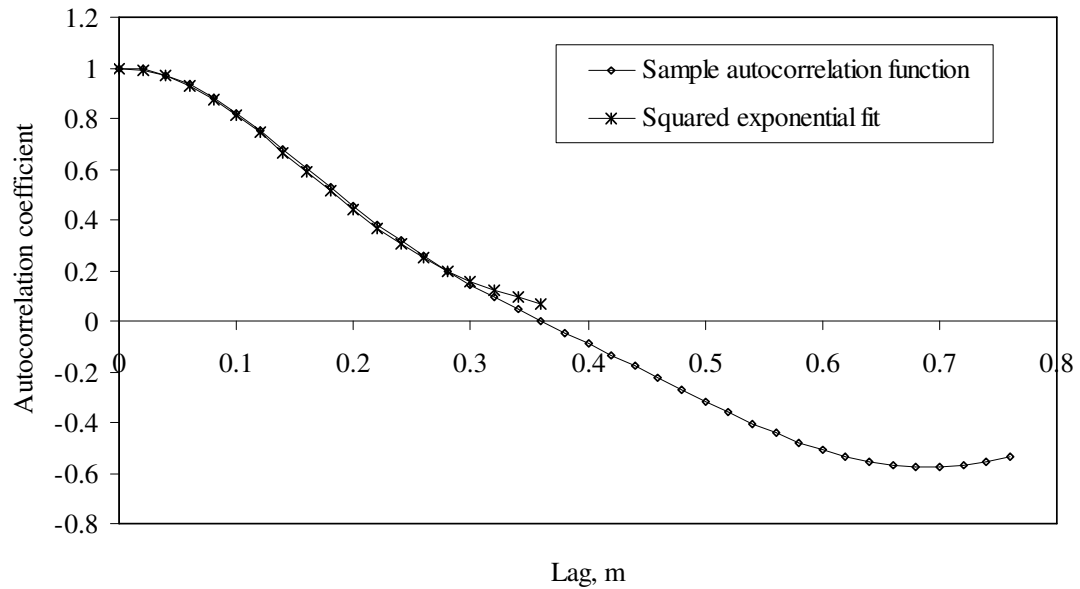 1.2
1
0.8
0.6
0.4
0.2
0
-0.2
-0.4
-0.6
-0.8
Autocorrelation coefficient
Sample autocorrelation function
Squared exponential fit
0 0.1 0.2 0.3 0.4 0.5 0.6 0.7 0.8
Lag, m